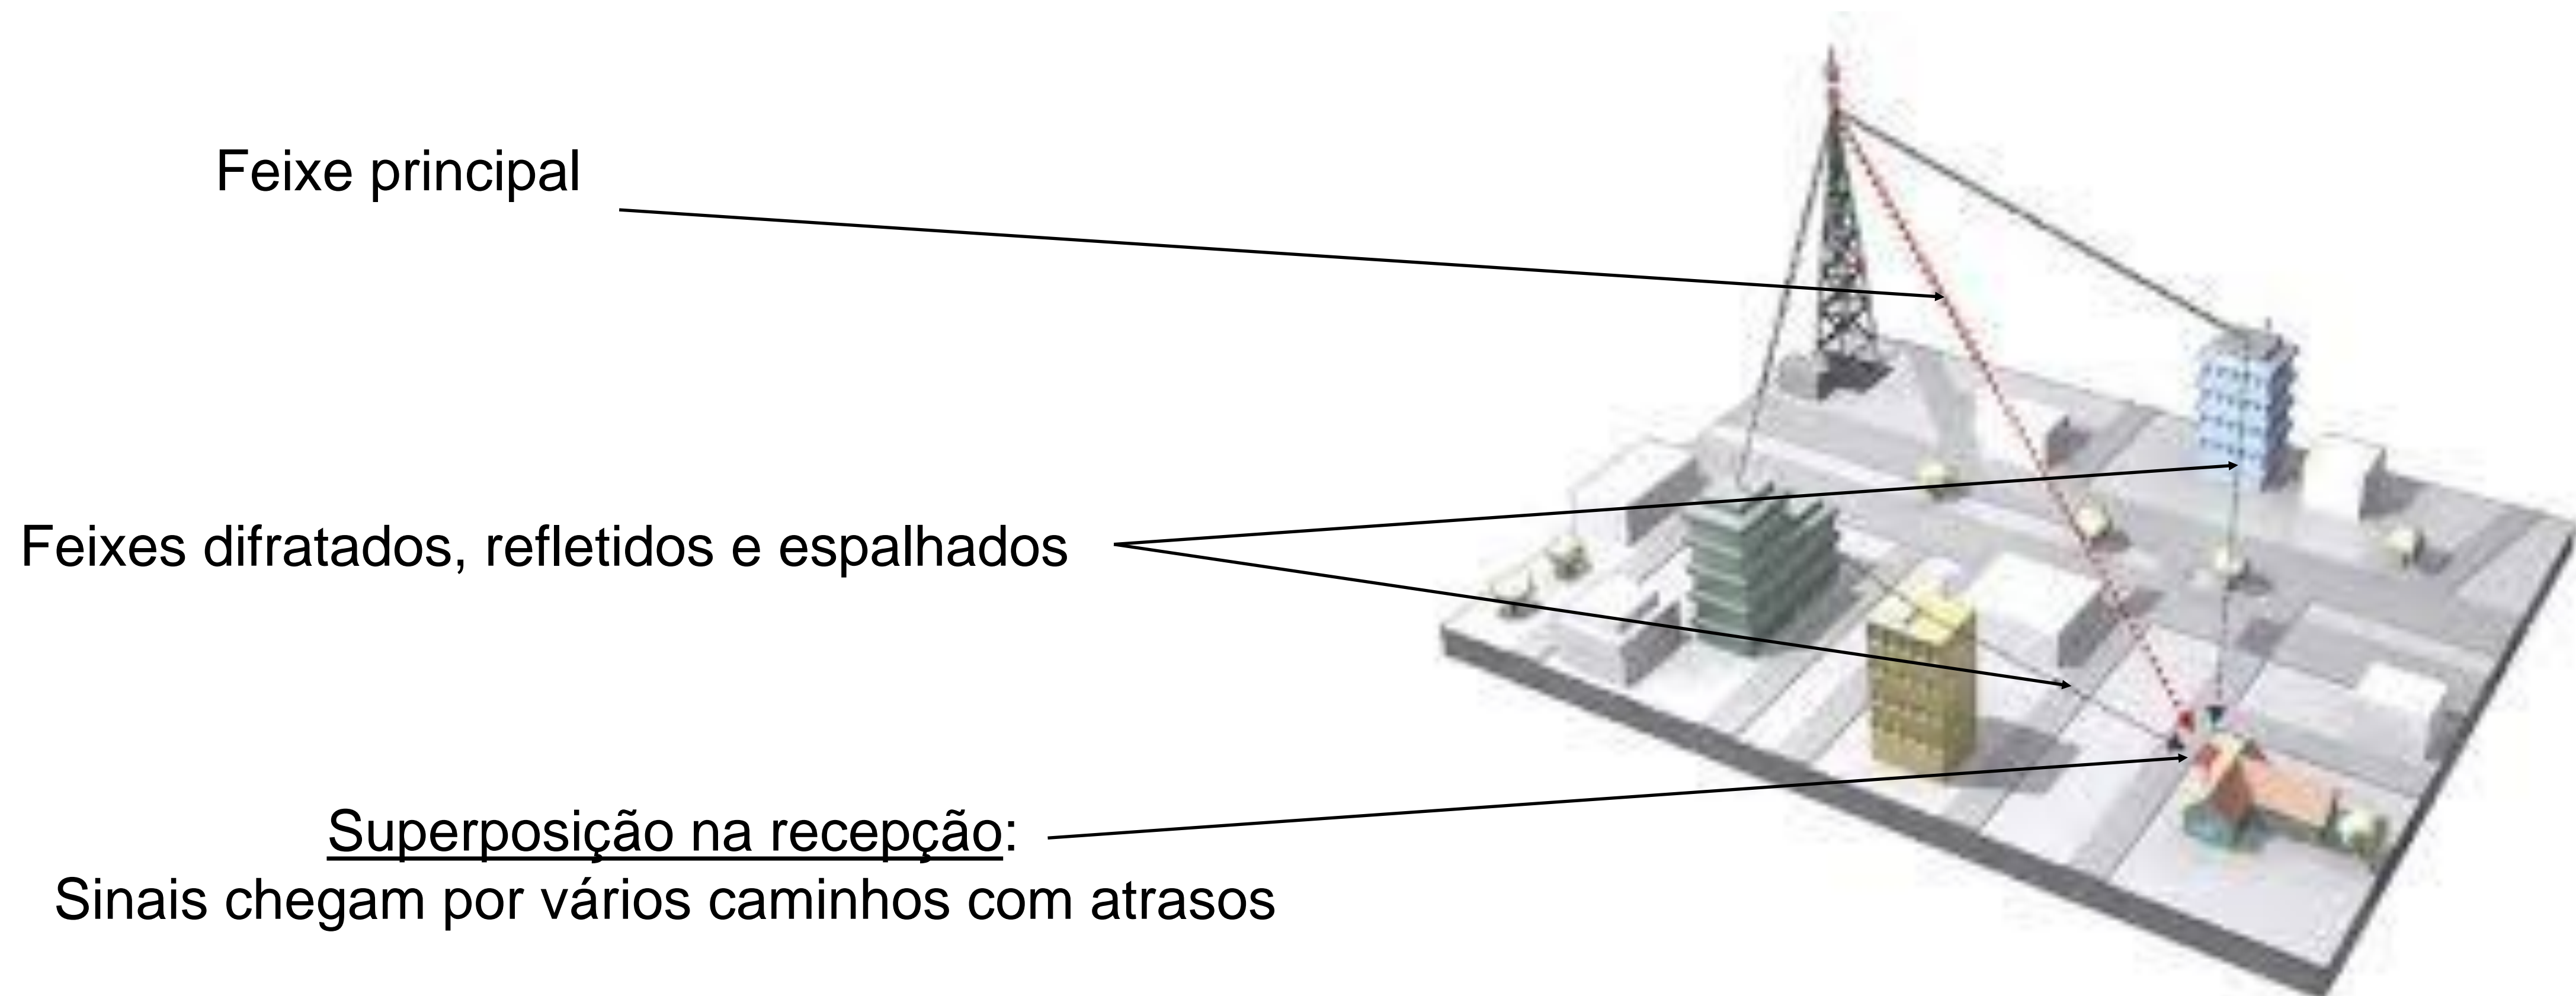 Feixe principal
Feixes difratados, refletidos e espalhados
Superposição na recepção:
Sinais chegam por vários caminhos com atrasos